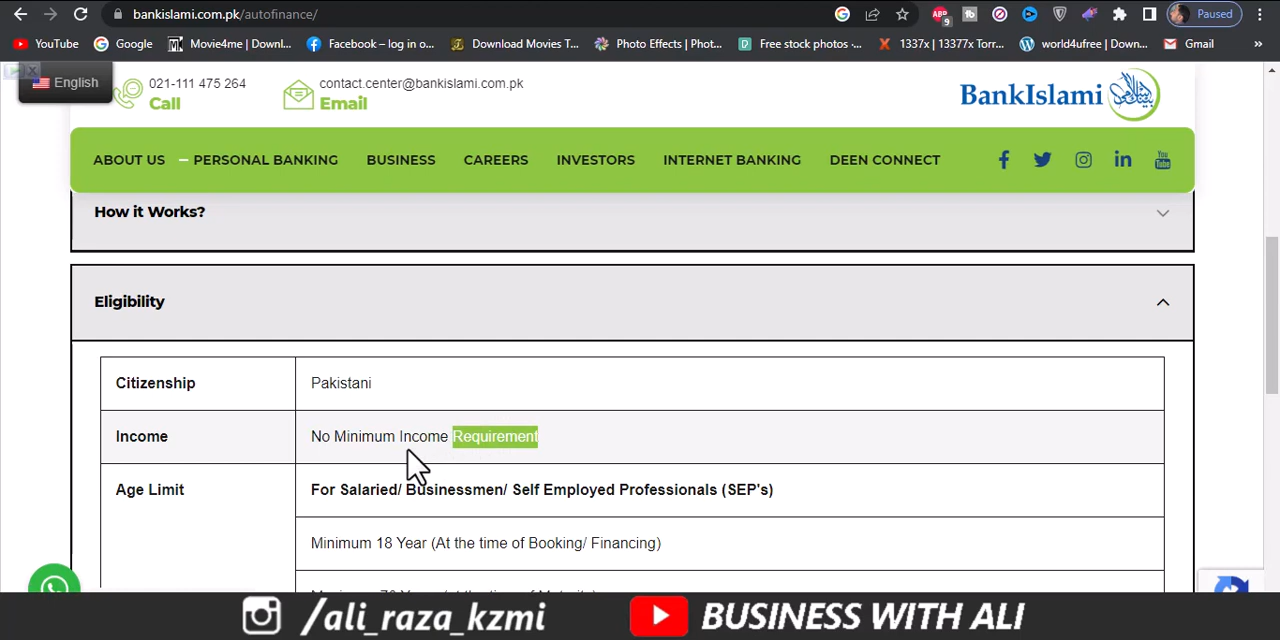 bankislami.com.pk/autofinance/
Paused
YouTube
Google
Movie4me | Downl...
Facebook – log in o...
Download Movies T...
Photo Effects | Phot...
Free stock photos -...
1337x | 13377x Torr...
world4ufree | Down...
Gmail
»
English
021-111 475 264
Call
contact.center@bankislami.com.pk
Email
BankIslami
ABOUT US
PERSONAL BANKING
BUSINESS
CAREERS
INVESTORS
INTERNET BANKING
DEEN CONNECT
How it Works?
Eligibility
Citizenship
Pakistani
Income
No Minimum Income Requirement
Age Limit
For Salaried/ Businessmen/ Self Employed Professionals (SEP's)
Minimum 18 Year (At the time of Booking/ Financing)
/ali_raza_kzmi
BUSINESS WITH ALI